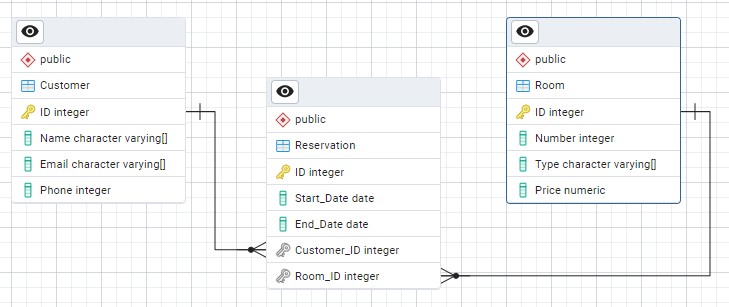 public
Customer
ID integer
Name character varying[]
Email character varying[]
Phone integer
public
Reservation
ID integer
Start_Date date
End_Date date
Customer_ID integer
Room_ID integer
public
Room
ID integer
Number integer
Type character varying[]
Price numeric